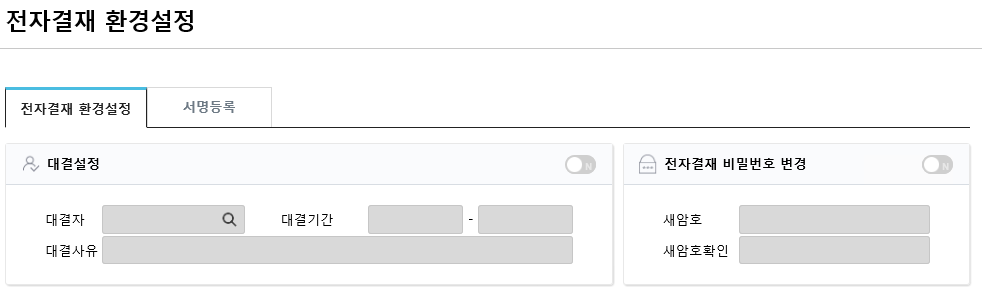 전자결재 환경설정
전자결재 환경설정 서명등록
대결설정 N 전자결재 비밀번호 변경 N
대결자 대결기간 - 새암호
대결사유 새암호확인